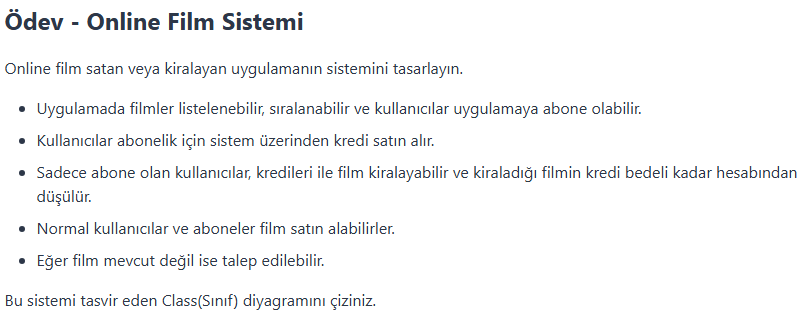 Ödev - Online Film Sistemi
Online film satan veya kiralayan uygulamanın sistemini tasarlayın.
• Uygulamada filmler listelenebilir, sıralanabilir ve kullanıcılar uygulamaya abone olabilir.
• Kullanıcılar abonelik için sistem üzerinden kredi satın alır.
• Sadece abone olan kullanıcılar, kredileri ile film kiralayabilir ve kiraladığı filmin kredi bedeli kadar hesabından
düşülür.
• Normal kullanıcılar ve aboneler film satın alabilirler.
• Eğer film mevcut değil ise talep edilebilir.
Bu sistemi tasvir eden Class(Sınıf) diyagramını çiziniz.